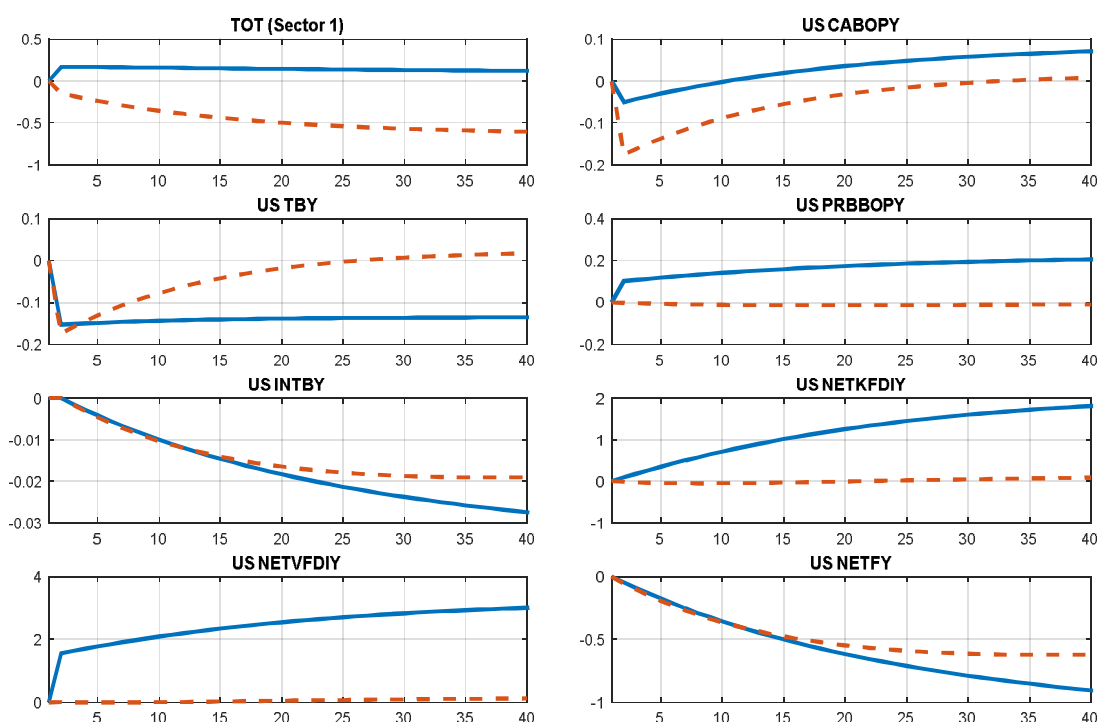 TOT (Sector 1)
0.5
0
-0.5
-1
5 10 15 20 25 30 35 40
US CABOPY
0.1
0
-0.1
-0.2
5 10 15 20 25 30 35 40
US TBY
0.1
0
-0.1
-0.2
5 10 15 20 25 30 35 40
US PRBBOPY
0.4
0.2
0
-0.2
5 10 15 20 25 30 35 40
US INTBY
0
-0.01
-0.02
-0.03
5 10 15 20 25 30 35 40
US NETKFDIY
2
1
0
-1
5 10 15 20 25 30 35 40
US NETVFDIY
4
2
0
5 10 15 20 25 30 35 40
US NETFY
0
-0.5
-1
5 10 15 20 25 30 35 40